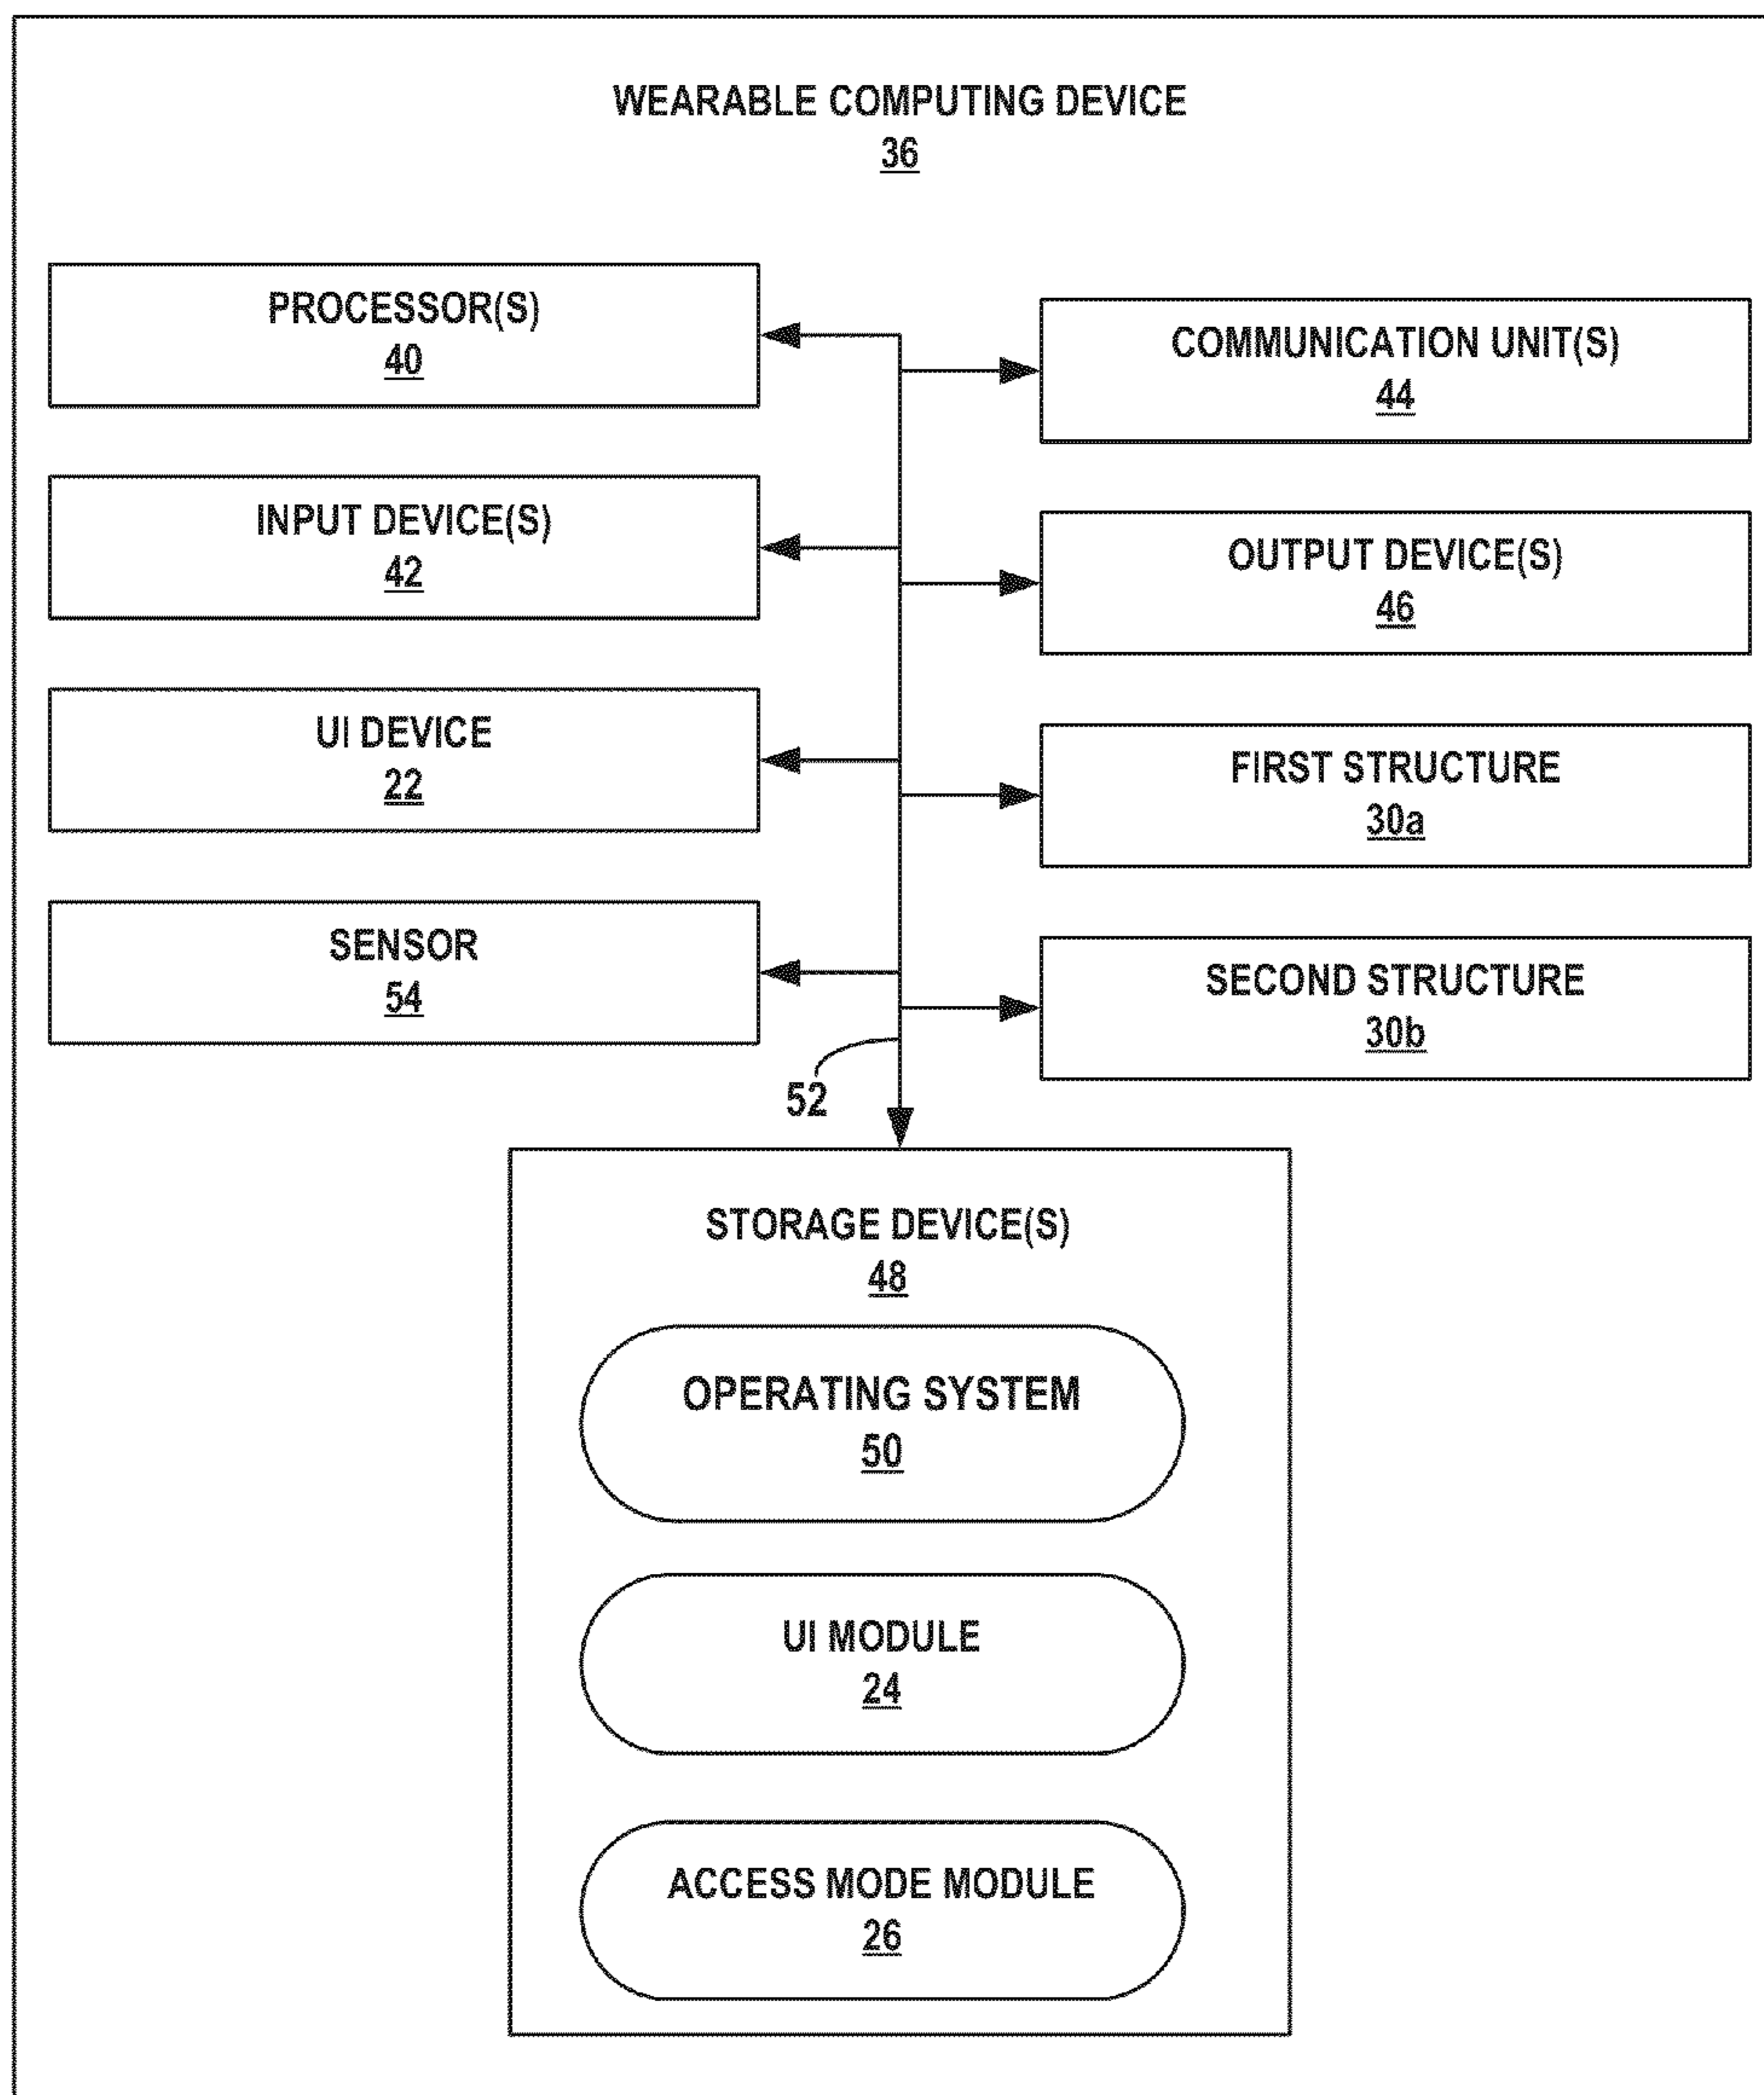 WEARABLE COMPUTING DEVICE
36
PROCESSOR(S)
40
COMMUNICATION UNIT(S)
44
INPUT DEVICE(S)
42
OUTPUT DEVICE(S)
46
UI DEVICE
22
FIRST STRUCTURE
30a
SENSOR
54
SECOND STRUCTURE
30b
52
STORAGE DEVICE(S)
48
OPERATING SYSTEM
50
UI MODULE
24
ACCESS MODE MODULE
26